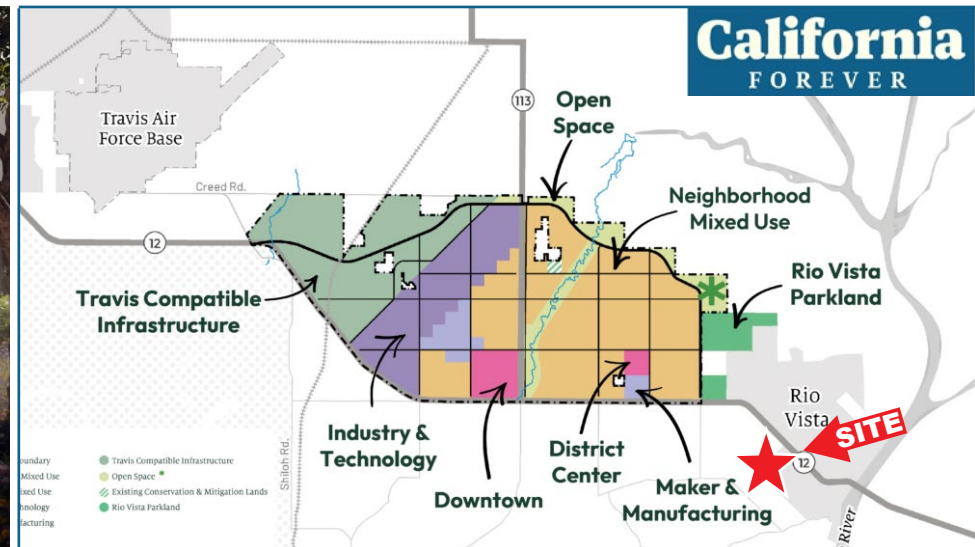 California
FOREVER
Travis Air
Force Base
113
Open
Space
Creed Rd.
Neighborhood
Mixed Use
12
Rio Vista
Parkland
Travis Compatible
Infrastructure
Rio
Vista
SITE
12
Industry &
Technology
District
Center
Downtown
Maker &
Manufacturing
Shiloh Rd.
River
Mixed Use
Travis Compatible Infrastructure
Open Space *
Existing Conservation & Mitigation Lands
Rio Vista Parkland